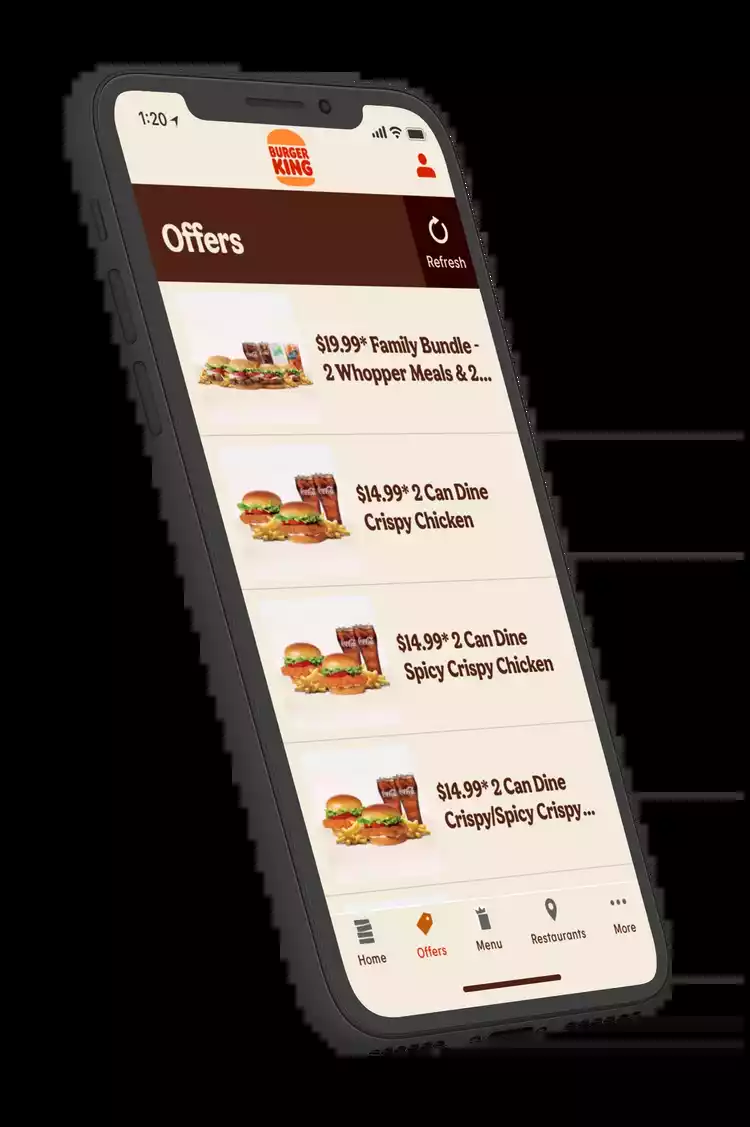 1:20
BURGER
KING
Offers
Refresh
$19.99* Family Bundle -
2 Whopper Meals & 2...
$14.99* 2 Can Dine
Crispy Chicken
$14.99* 2 Can Dine
Spicy Crispy Chicken
$14.99* 2 Can Dine
Crispy/Spicy Crispy...
Home
Offers
Menu
Restaurants
More